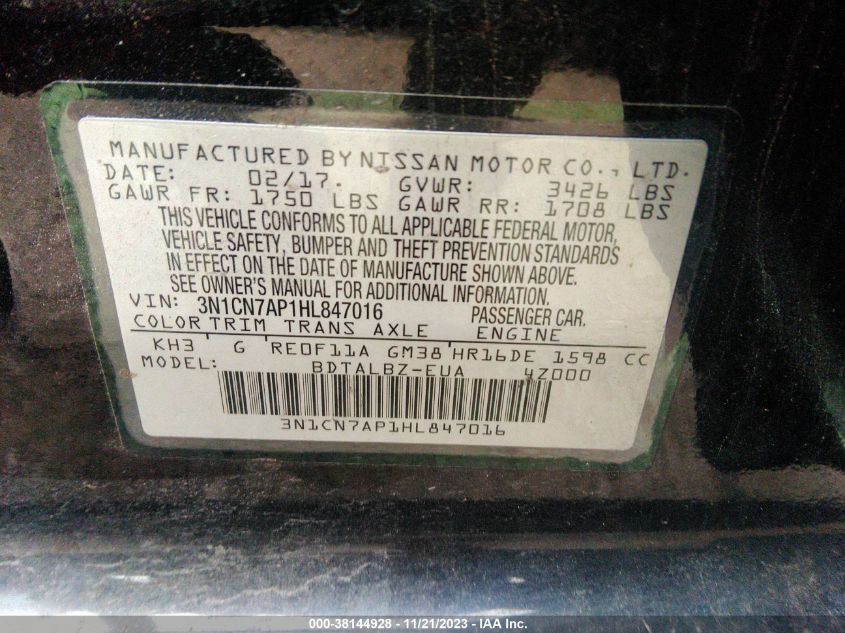 MANUFACTURED BY NISSAN MOTOR CO., LTD.
DATE: 02/17. GVWR: 3426 LBS
GAWR FR: 1750 LBS GAWR RR: 1708 LBS
THIS VEHICLE CONFORMS TO ALL APPLICABLE FEDERAL MOTOR
VEHICLE SAFETY, BUMPER AND THEFT PREVENTION STANDARDS
IN EFFECT ON THE DATE OF MANUFACTURE SHOWN ABOVE.
SEE OWNER'S MANUAL FOR ADDITIONAL INFORMATION.
VIN: 3N1CN7AP1HL847016 PASSENGER CAR.
COLOR TRIM TRANS AXLE ENGINE
KH3 G RE0F11A GM38 HR16DE 1598 CC
MODEL: BDTALBZ-EUA 4Z000
3N1CN7AP1HL847016
000-38144928 - 11/21/2023 - IAA Inc.